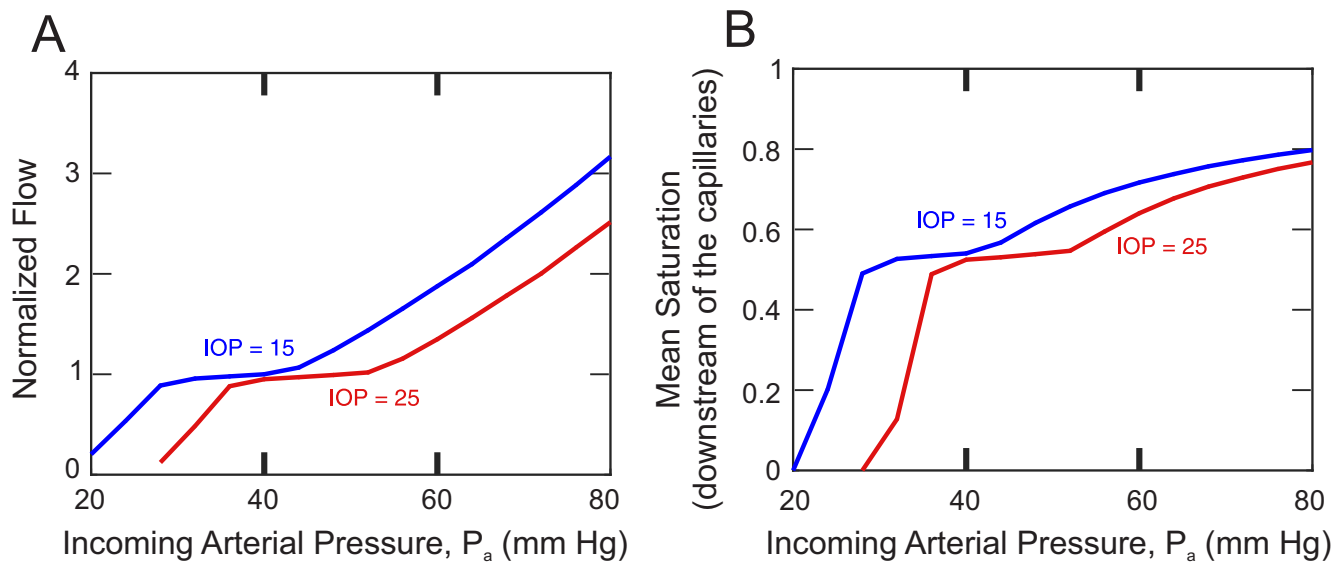 A
Normalized Flow
4
3
2
1
0
IOP = 15
IOP = 25
20
40
60
80
Incoming Arterial Pressure, Pa (mm Hg)
B
Mean Saturation
(downstream of the capillaries)
1
0.8
0.6
0.4
0.2
0
IOP = 15
IOP = 25
20
40
60
80
Incoming Arterial Pressure, Pa (mm Hg)